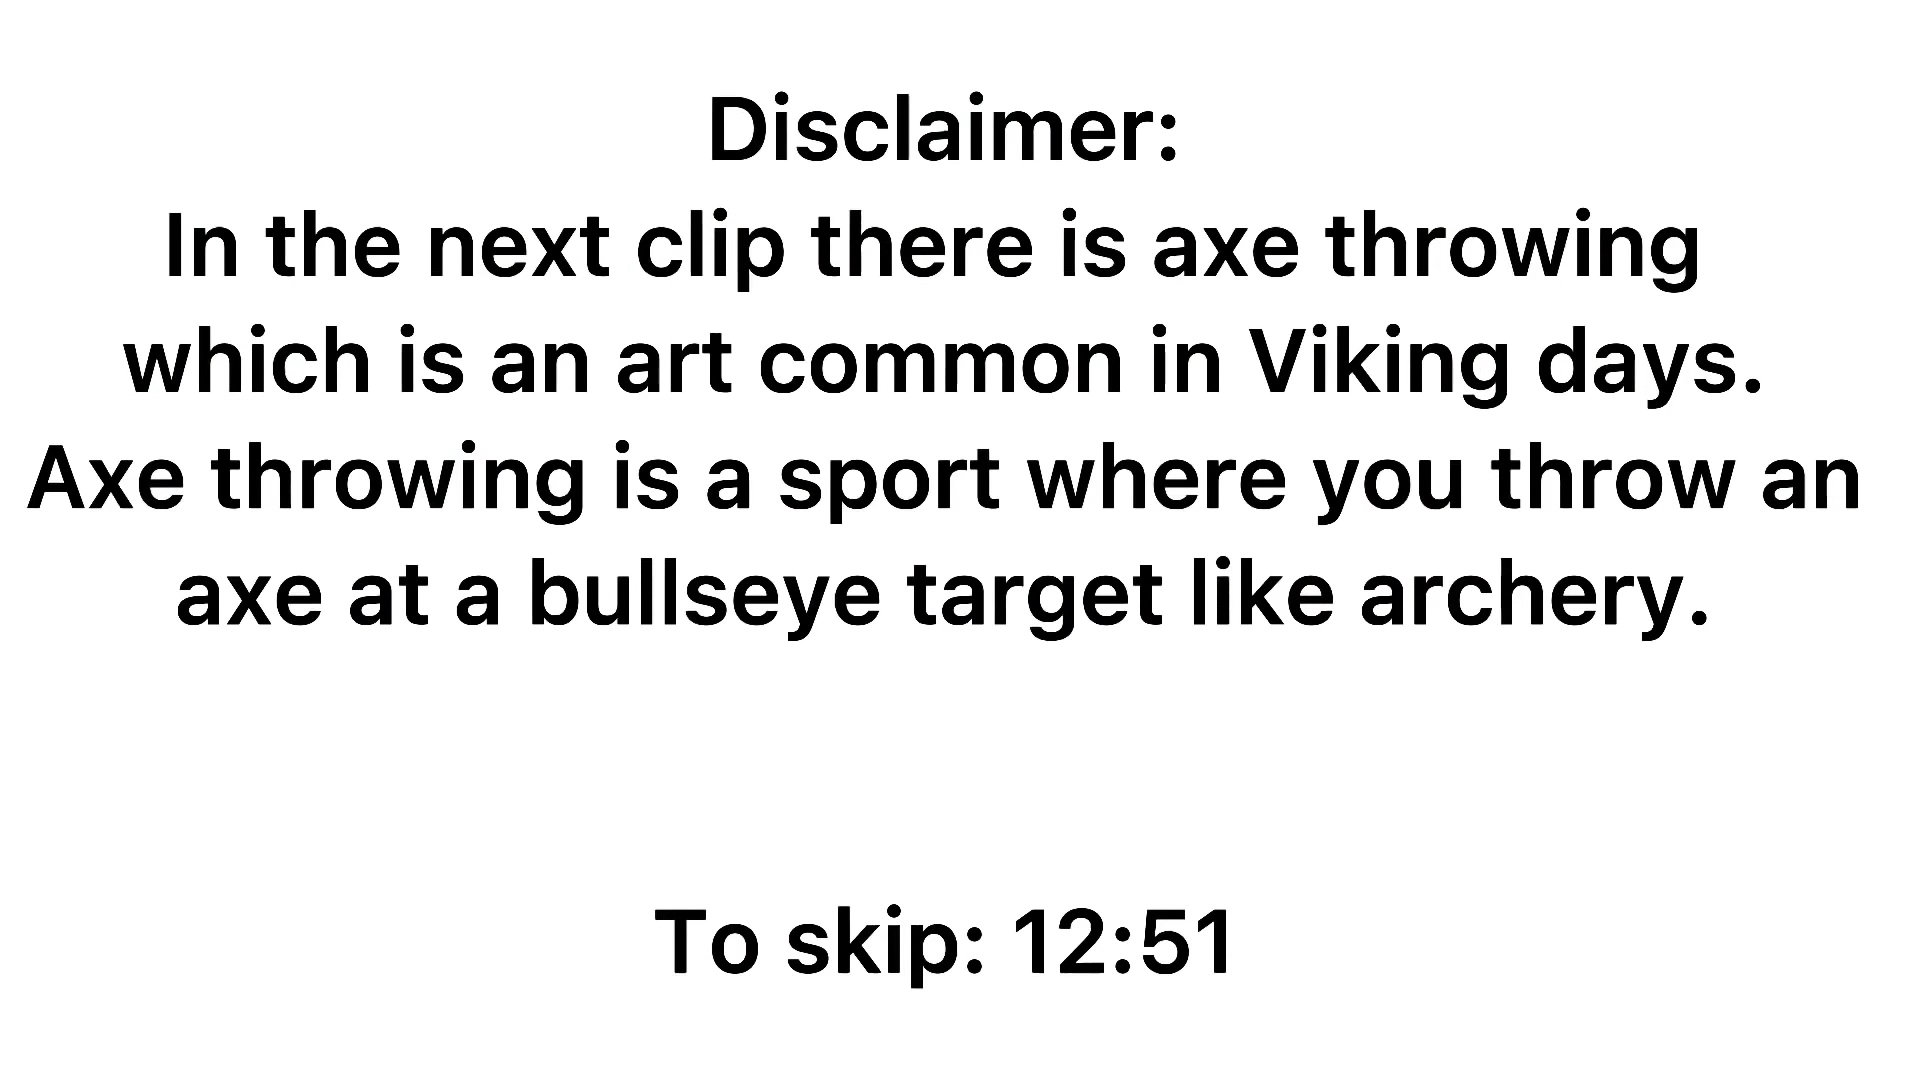 Disclaimer:
In the next clip there is axe throwing
which is an art common in Viking days.
Axe throwing is a sport where you throw an
axe at a bullseye target like archery.
To skip: 12:51